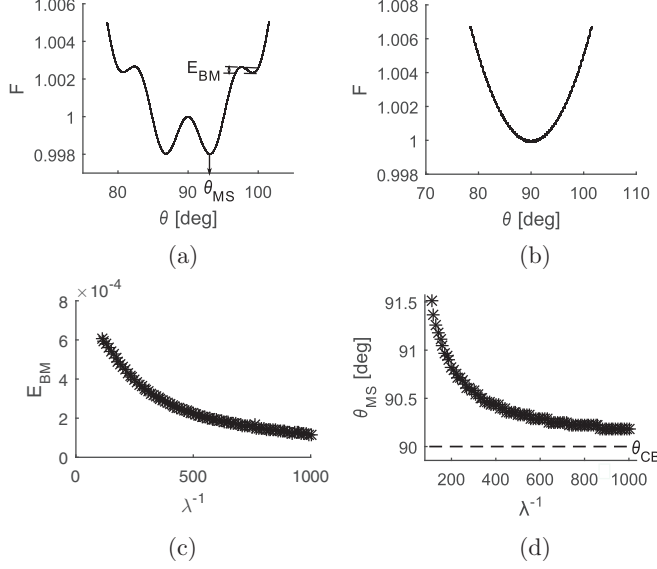 1.006
1.004
1.002
1
0.998
F
E_BM
80
90
100
θ_MS
θ [deg]
(a)
1.008
1.006
1.004
1.002
1
0.998
F
70
80
90
100
110
θ [deg]
(b)
×10^-4
8
6
4
2
0
E_BM
0
500
1000
λ^-1
(c)
91.5
91
90.5
90
θ_MS [deg]
200
400
600
800
1000
λ^-1
(d)